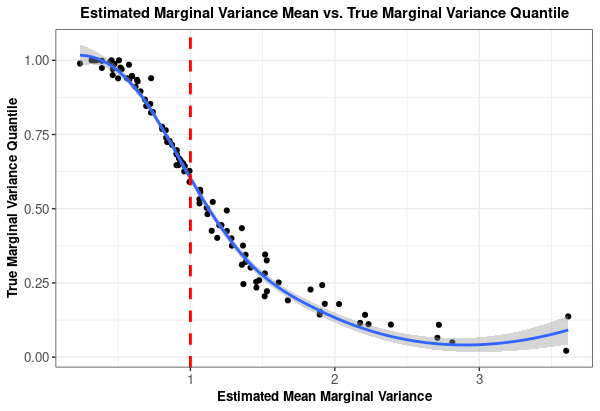 Estimated Marginal Variance Mean vs. True Marginal Variance Quantile
True Marginal Variance Quantile
1.00
0.75
0.50
0.25
0.00
1 2 3
Estimated Mean Marginal Variance